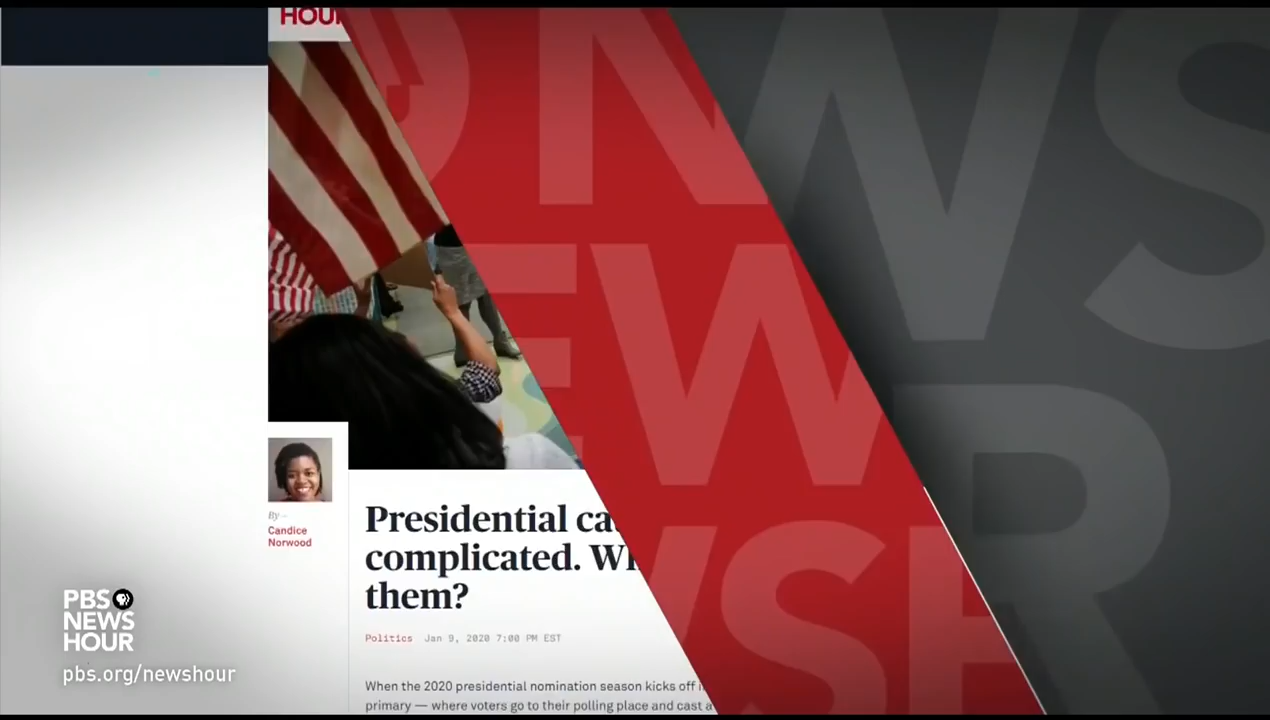 HOUR
By –
Candice
Norwood
Presidential ca
complicated. W
them?
Politics Jan 9, 2020 7:00 PM EST
When the 2020 presidential nomination season kicks off
primary — where voters go to their polling place and cast a
NEWS
PBS
NEWS
HOUR
pbs.org/newshour